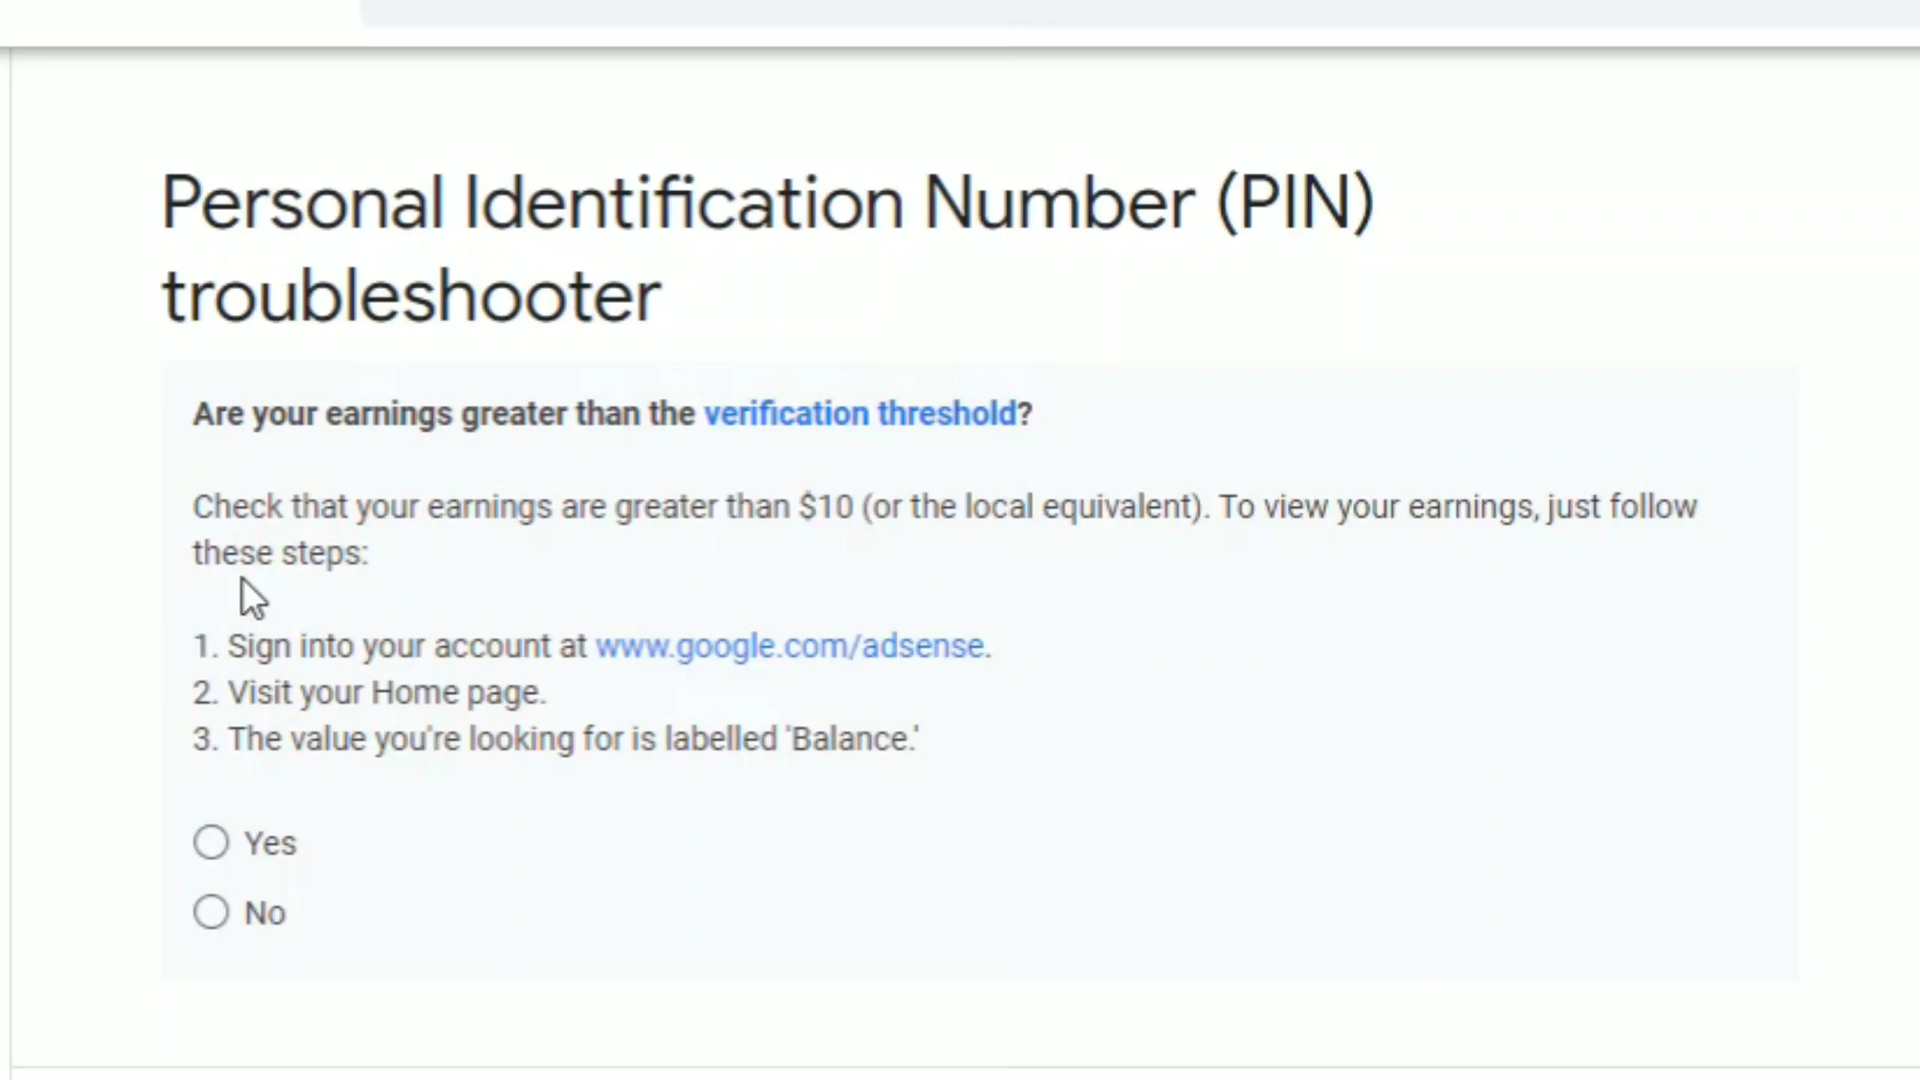 Personal Identification Number (PIN)
troubleshooter
Are your earnings greater than the verification threshold?
Check that your earnings are greater than $10 (or the local equivalent). To view your earnings, just follow
these steps:
1. Sign into your account at www.google.com/adsense.
2. Visit your Home page.
3. The value you're looking for is labelled 'Balance.'
Yes
No